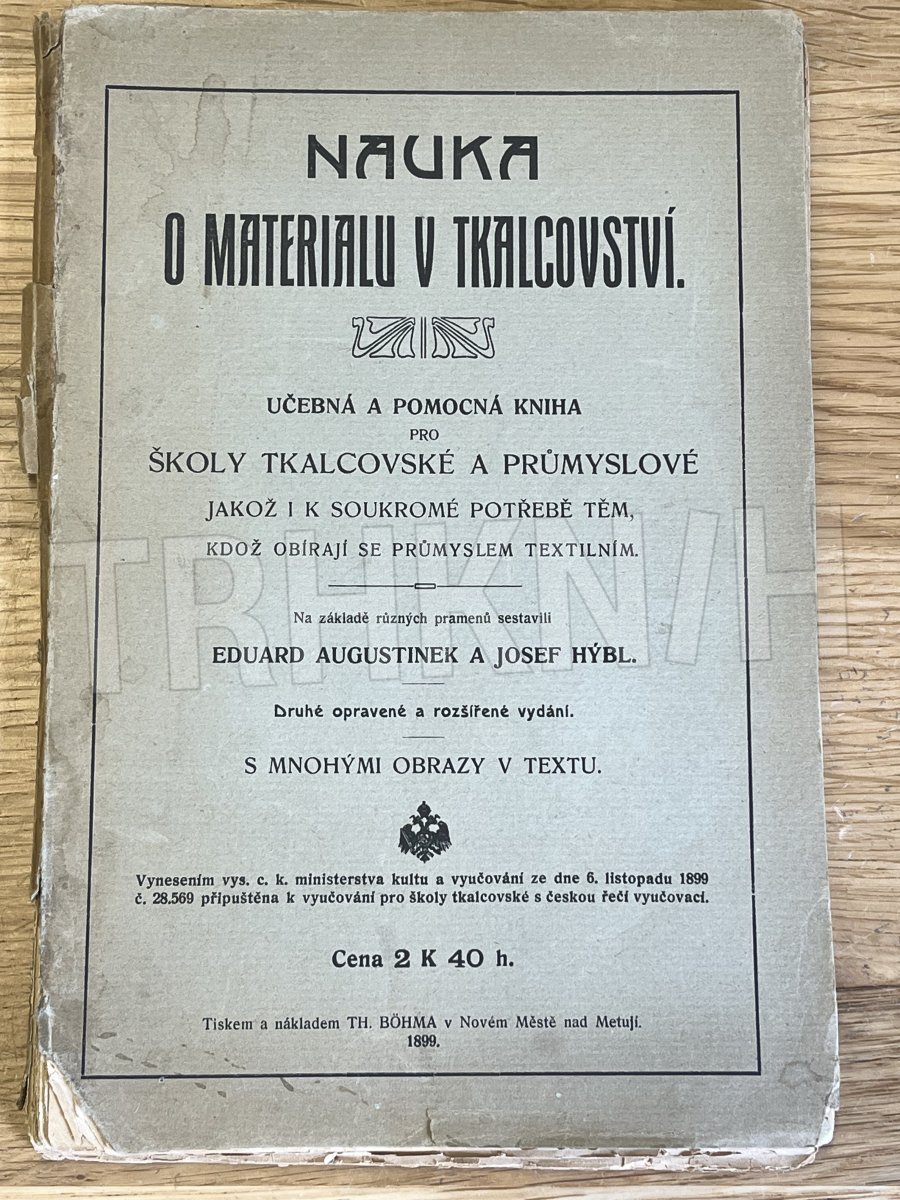 NAUKA
O MATERIALU V TKALCOVSTVÍ.
UČEBNÁ A POMOCNÁ KNIHA
PRO
ŠKOLY TKALCOVSKÉ A PRŮMYSLOVÉ
JAKOŽ I K SOUKROMÉ POTŘEBĚ TĚM,
KDOŽ OBÍRAJÍ SE PRŮMYSLEM TEXTILNÍM.
Na základě různých pramenů sestavili
EDUARD AUGUSTINEK A JOSEF HÝBL.
Druhé opravené a rozšířené vydání.
S MNOHÝMI OBRAZY V TEXTU.
Vynesením vys. c. k. ministerstva kultu a vyučování ze dne 6. listopadu 1899
č. 28.569 připuštěna k vyučování pro školy tkalcovské s českou řečí vyučovací.
Cena 2 K 40 h.
Tiskem a nákladem TH. BÖHMA v Novém Městě nad Metují.
1899.
TRHKN/H